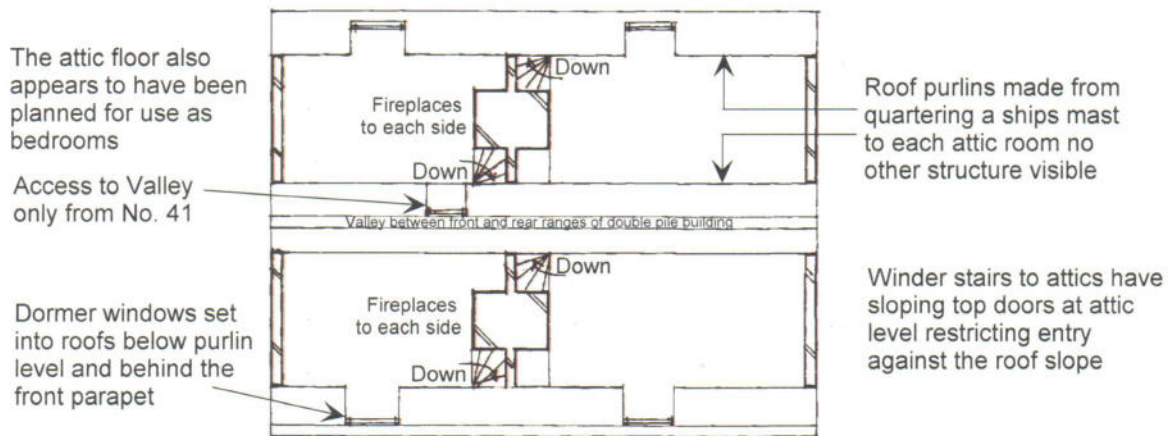 The attic floor also
appears to have been
planned for use as
bedrooms
Access to Valley
only from No. 41
Dormer windows set
into roofs below purlin
level and behind the
front parapet
Down
Fireplaces
to each side
Down
Valley between front and rear ranges of double pile building
Down
Fireplaces
to each side
Down
Roof purlins made from
quartering a ships mast
to each attic room no
other structure visible
Winder stairs to attics have
sloping top doors at attic
level restricting entry
against the roof slope